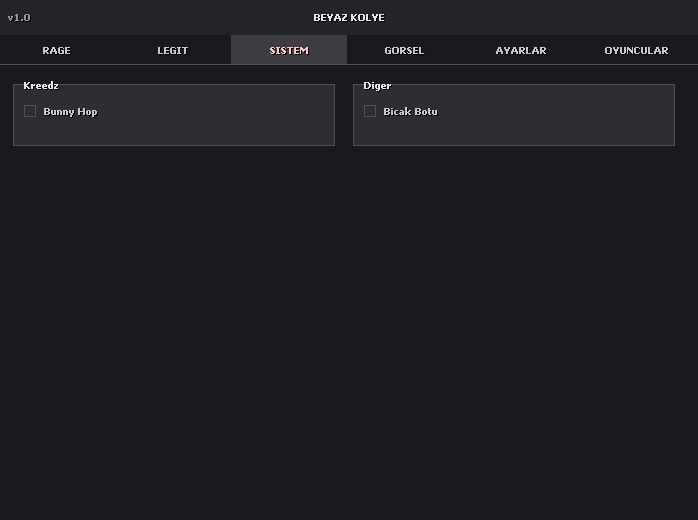 v1.0 BEYAZ KOLYE
RAGE LEGIT SISTEM GORSEL AYARLAR OYUNCULAR
Kreedz Diger
Bunny Hop Bicak Botu